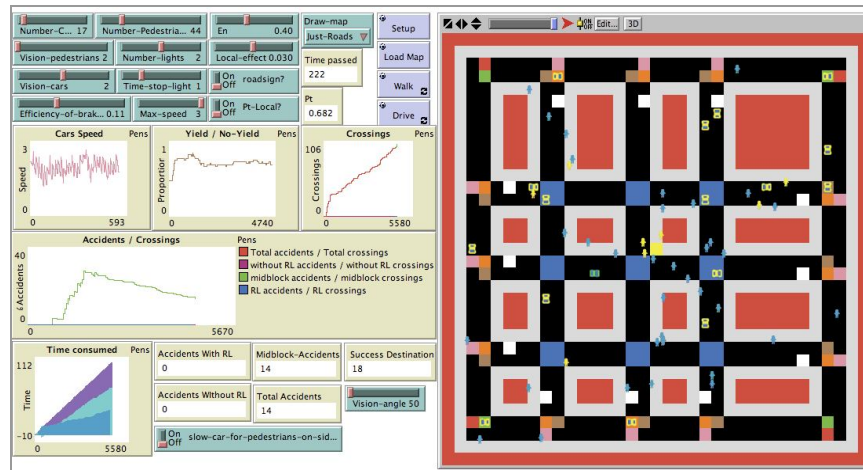 Number-C... 17
Number-Pedestria... 44
En 0.40
Draw-map
Just-Roads
Setup
Vision-pedestrians 2
Number-lights 2
Local-effect 0.030
Time passed
222
Load Map
Vision-cars 2
Time-stop-light 1
On
Off
roadsign?
Pt
0.682
Walk
Efficiency-of-brak... 0.11
Max-speed 3
On
Off
Pt-Local?
Drive
Edit...
3D
Cars Speed
Pens
3
Speed
0
0
593
Yield / No-Yield
Pens
1
Proportion
0
0
4740
Crossings
Pens
106
Crossings
0
0
5580
Accidents / Crossings
Pens
40
Accidents
0
5670
Total accidents / Total crossings
without RL accidents / without RL crossings
midblock accidents / midblock crossings
RL accidents / RL crossings
Time consumed
Pens
112
Time
-10
0
5580
Accidents With RL
0
Midblock-Accidents
14
Success Destination
18
Accidents WIthout RL
0
Total Accidents
14
Vision-angle 50
On
Off
slow-car-for-pedestrians-on-sid...